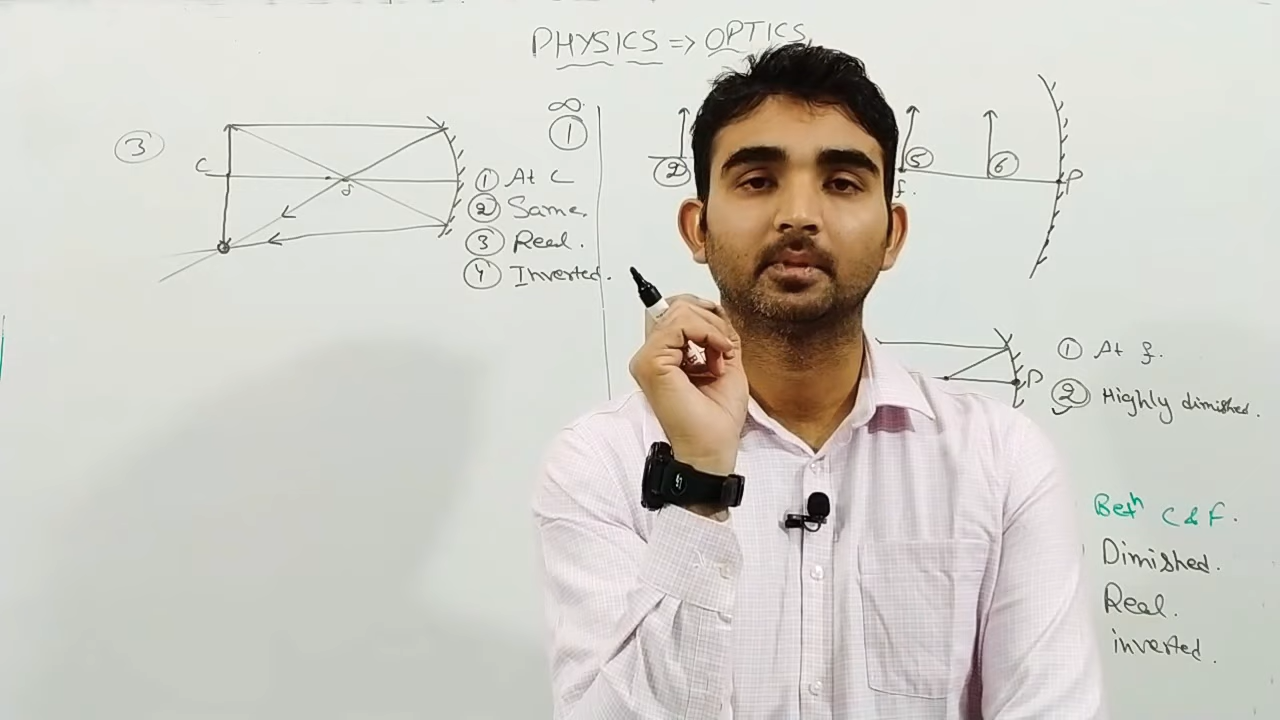 PHYSICS => OPTICS
3
C
f
① At C
② Same.
③ Real.
④ Inverted.
∞
①
②
⑤
f.
⑥
P
P
① At f.
② Highly dimished.
Betⁿ C & F.
Dimished.
Real.
inverted.